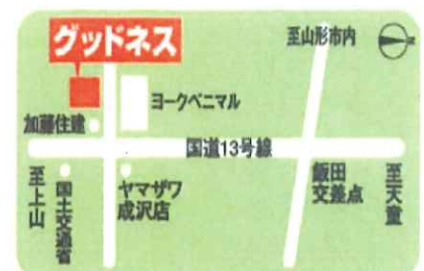 グッドネス
至山形市内
ヨークベニマル
加藤住建
国道13号線
至上山
国土交通省
ヤマザワ
成沢店
飯田
交差点
至天童